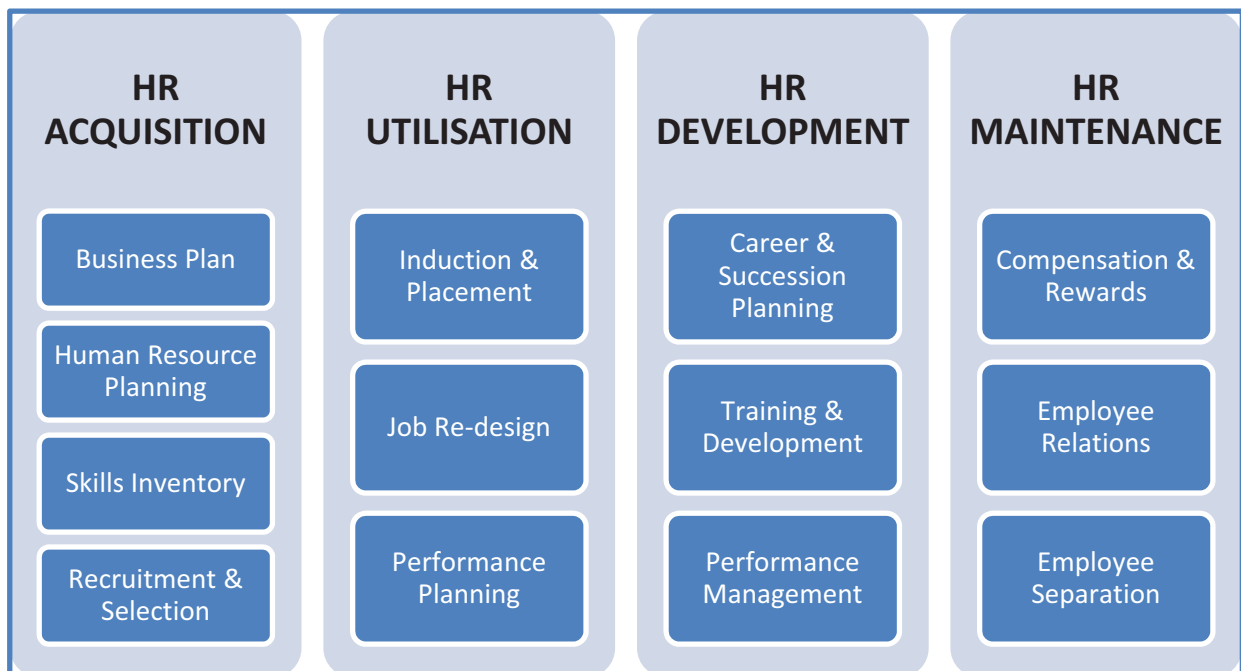 HR
ACQUISITION
Business Plan
Human Resource
Planning
Skills Inventory
Recruitment &
Selection
HR
UTILISATION
Induction &
Placement
Job Re-design
Performance
Planning
HR
DEVELOPMENT
Career &
Succession
Planning
Training &
Development
Performance
Management
HR
MAINTENANCE
Compensation &
Rewards
Employee
Relations
Employee
Separation